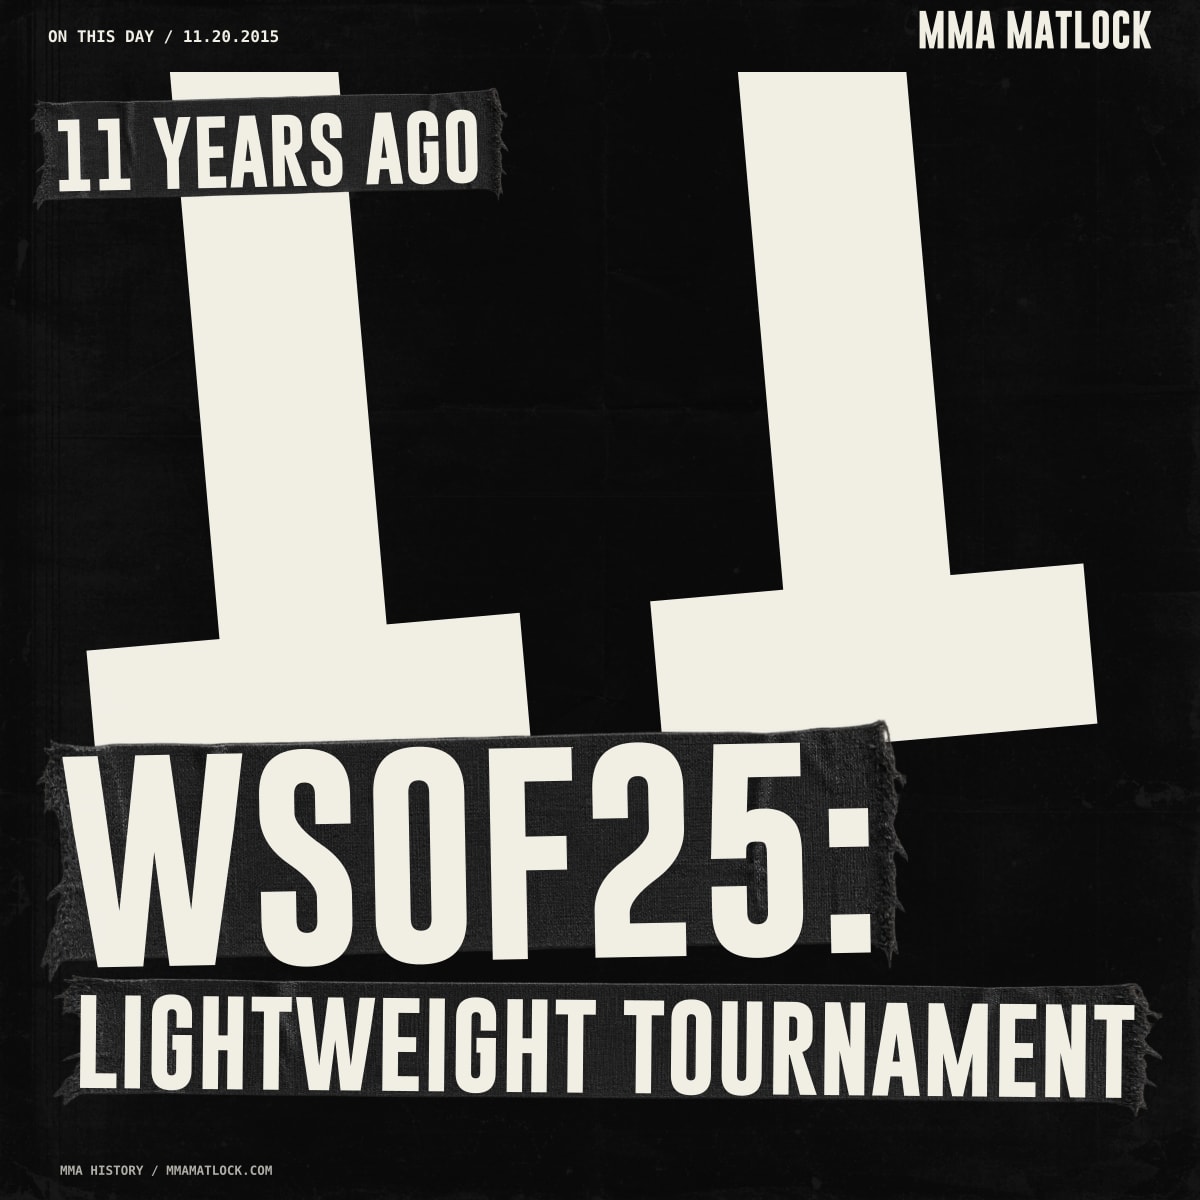 ON THIS DAY / 11.20.2015
MMA MATLOCK
11
11 YEARS AGO
WSOF25:
LIGHTWEIGHT TOURNAMENT
MMA HISTORY / MMAMATLOCK.COM